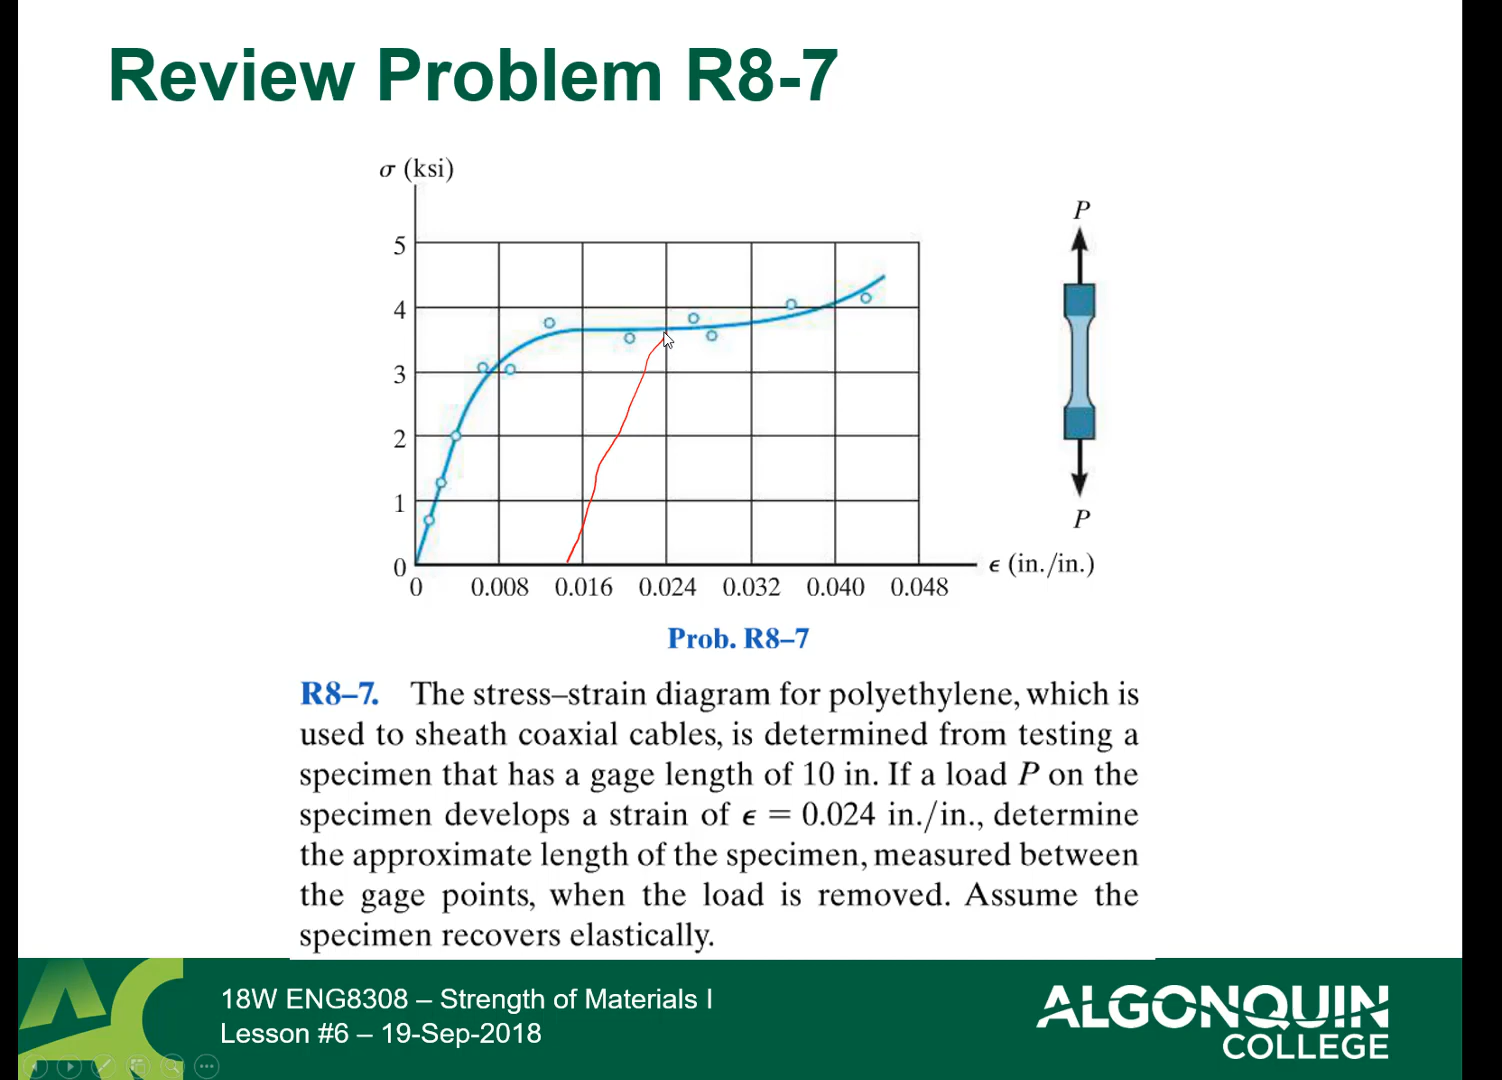 Review Problem R8-7
σ (ksi)
5
4
3
2
1
0
0 0.008 0.016 0.024 0.032 0.040 0.048
ϵ (in./in.)
P
P
Prob. R8–7
R8–7. The stress–strain diagram for polyethylene, which is
used to sheath coaxial cables, is determined from testing a
specimen that has a gage length of 10 in. If a load P on the
specimen develops a strain of ϵ = 0.024 in./in., determine
the approximate length of the specimen, measured between
the gage points, when the load is removed. Assume the
specimen recovers elastically.
AC
18W ENG8308 – Strength of Materials I
Lesson #6 – 19-Sep-2018
ALGONQUIN
COLLEGE